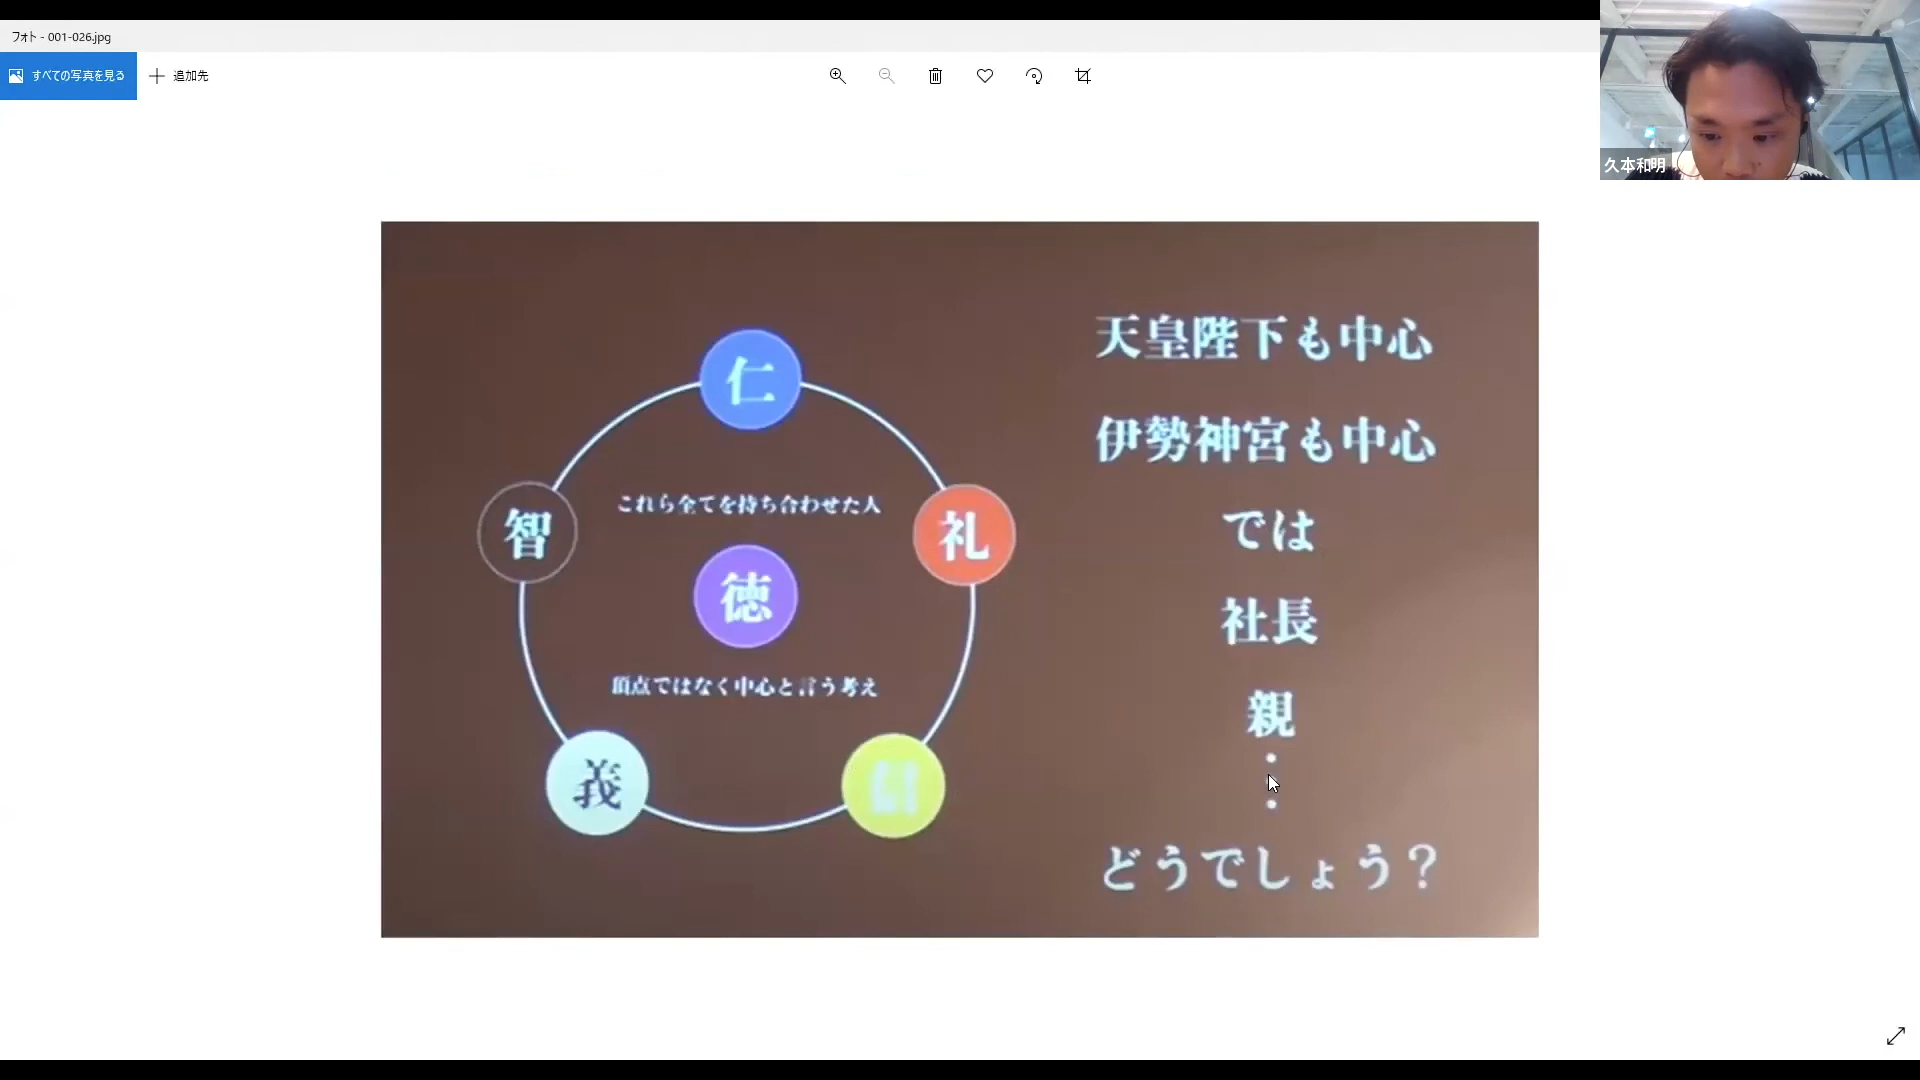 フォト - 001-026.jpg
すべての写真を見る
追加先
久本和明
天皇陛下も中心
伊勢神宮も中心
では
社長
親
どうでしょう？
仁
智
礼
これら全てを持ち合わせた人
徳
頂点ではなく中心と言う考え
義